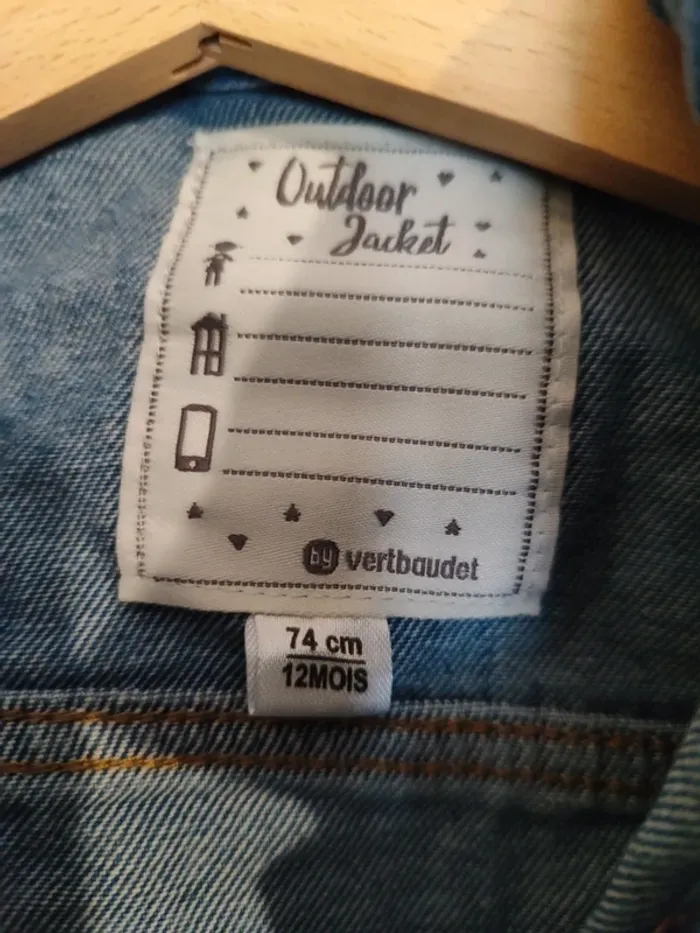 Outdoor
Jacket
by vertbaudet
74 cm
12MOIS